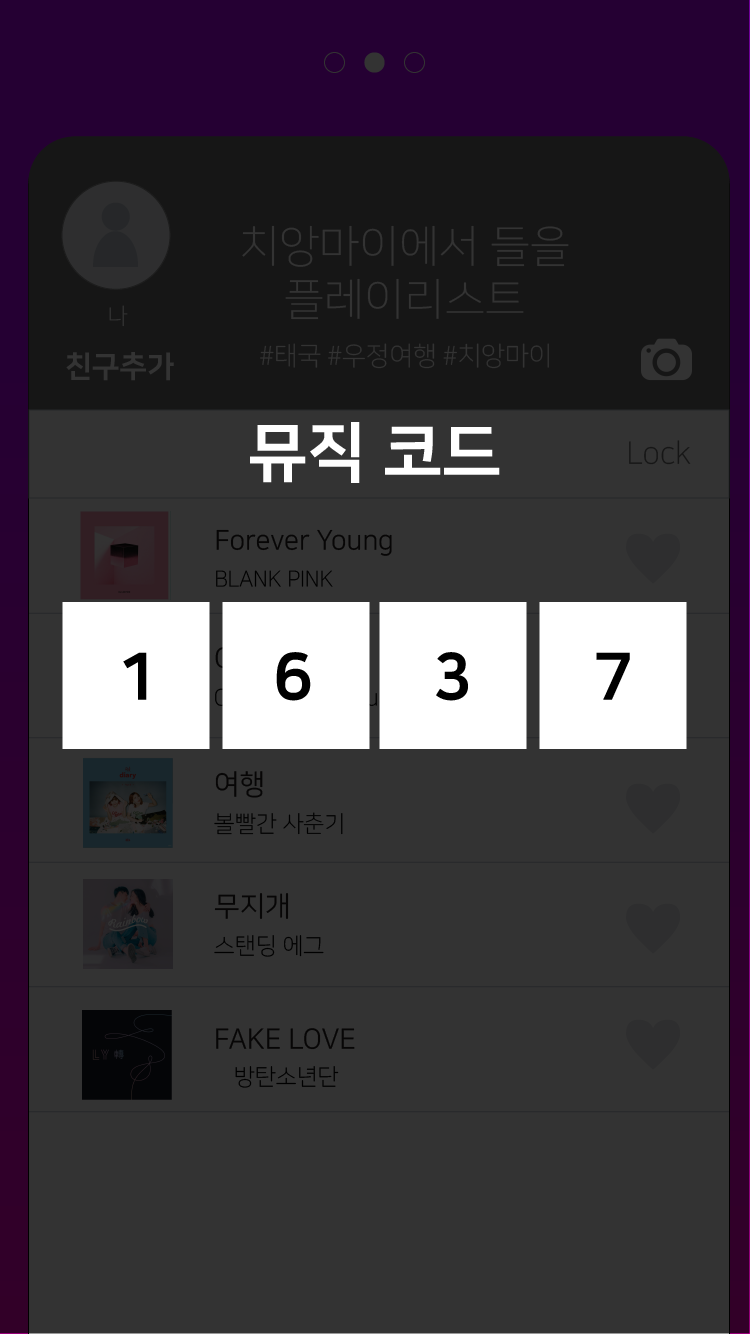 치앙마이에서 들을
플레이리스트
나
친구추가
#태국 #우정여행 #치앙마이
뮤직 코드
Lock
Forever Young
BLANK PINK
1 6 3 7
여행
볼빨간 사춘기
무지개
스탠딩 에그
FAKE LOVE
방탄소년단
LY 轉